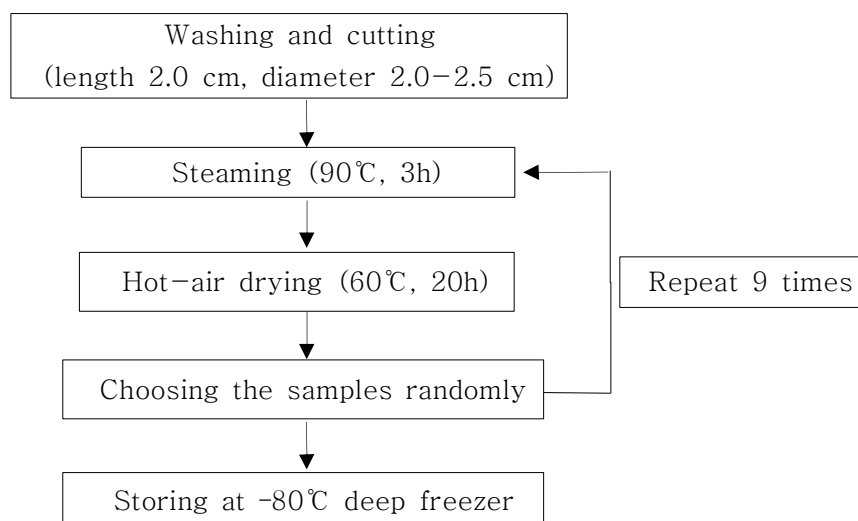 Washing and cutting
(length 2.0 cm, diameter 2.0-2.5 cm)
Steaming (90℃, 3h)
Hot-air drying (60℃, 20h)
Repeat 9 times
Choosing the samples randomly
Storing at -80℃ deep freezer